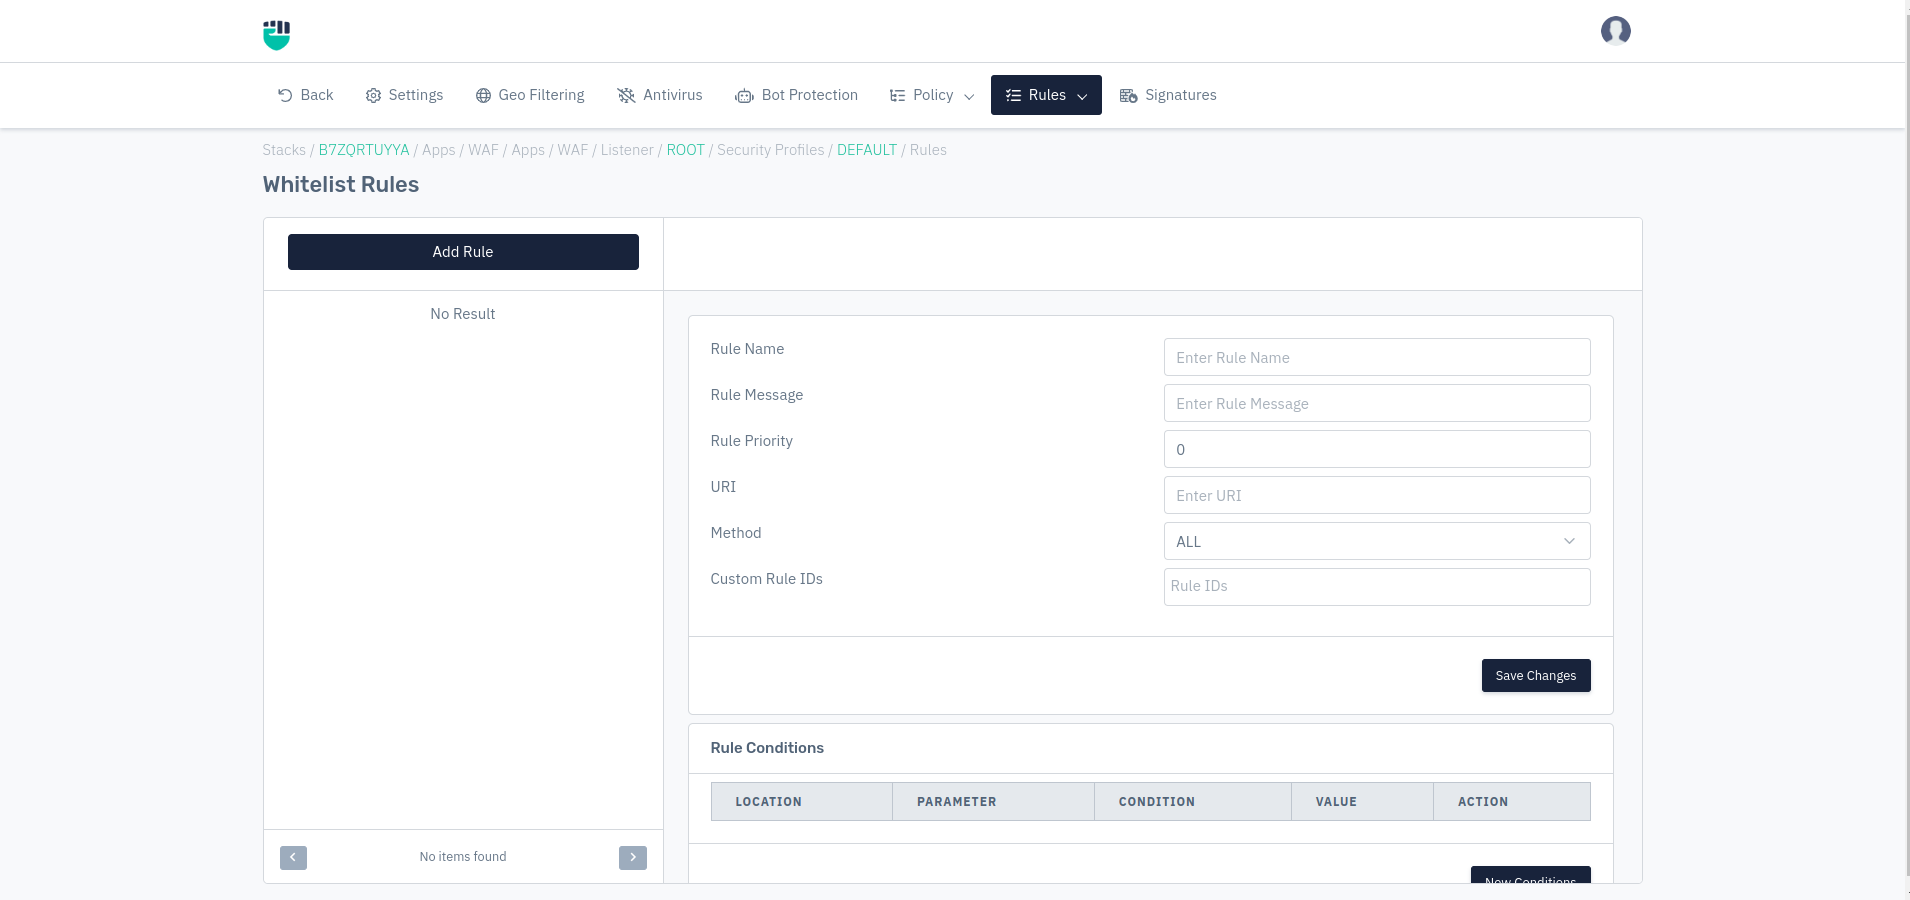 Back Settings Geo Filtering Antivirus Bot Protection Policy Rules Signatures
Stacks / B7ZQRTUYYA / Apps / WAF / Apps / WAF / Listener / ROOT / Security Profiles / DEFAULT / Rules
Whitelist Rules
Add Rule
No Result
No items found
Rule Name Enter Rule Name
Rule Message Enter Rule Message
Rule Priority 0
URI Enter URI
Method ALL
Custom Rule IDs Rule IDs
Save Changes
Rule Conditions
LOCATION PARAMETER CONDITION VALUE ACTION
New Conditions